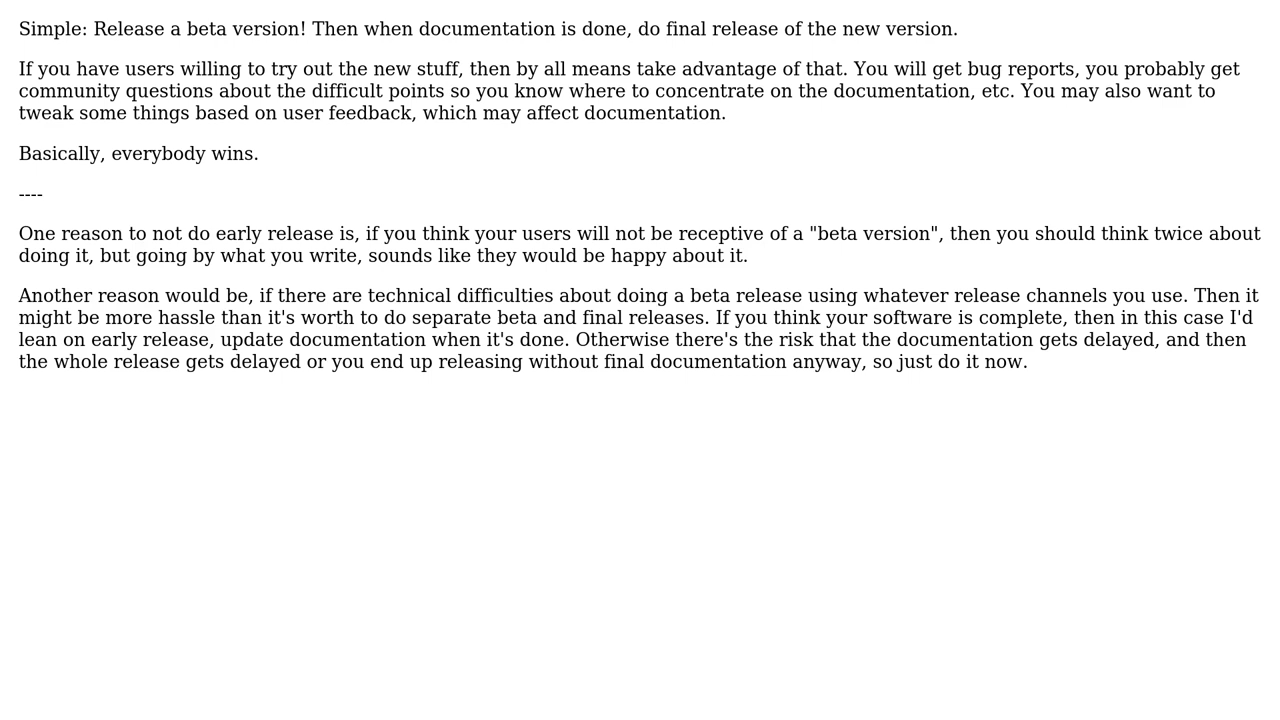 Simple: Release a beta version! Then when documentation is done, do final release of the new version.
If you have users willing to try out the new stuff, then by all means take advantage of that. You will get bug reports, you probably get
community questions about the difficult points so you know where to concentrate on the documentation, etc. You may also want to
tweak some things based on user feedback, which may affect documentation.
Basically, everybody wins.
----
One reason to not do early release is, if you think your users will not be receptive of a "beta version", then you should think twice about
doing it, but going by what you write, sounds like they would be happy about it.
Another reason would be, if there are technical difficulties about doing a beta release using whatever release channels you use. Then it
might be more hassle than it's worth to do separate beta and final releases. If you think your software is complete, then in this case I'd
lean on early release, update documentation when it's done. Otherwise there's the risk that the documentation gets delayed, and then
the whole release gets delayed or you end up releasing without final documentation anyway, so just do it now.